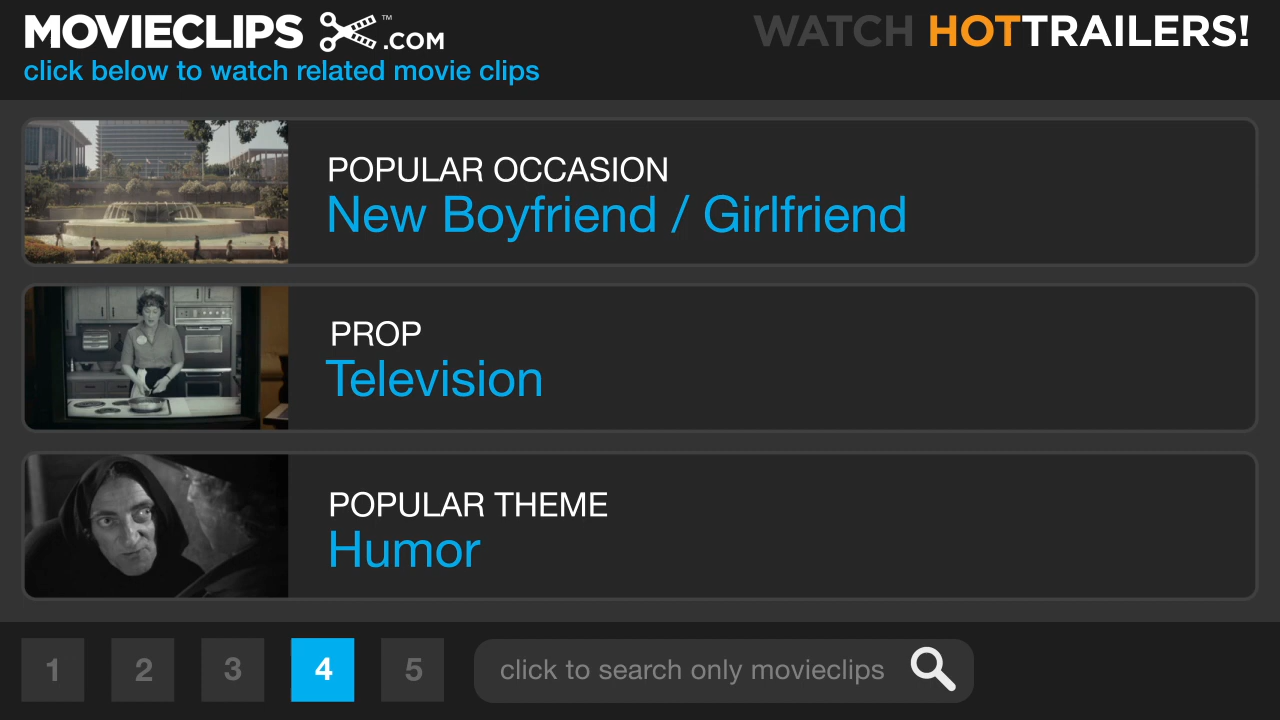 MOVIECLIPS ™ .COM
WATCH HOTTRAILERS!
click below to watch related movie clips
POPULAR OCCASION
New Boyfriend / Girlfriend
PROP
Television
POPULAR THEME
Humor
1 2 3 4 5 click to search only movieclips